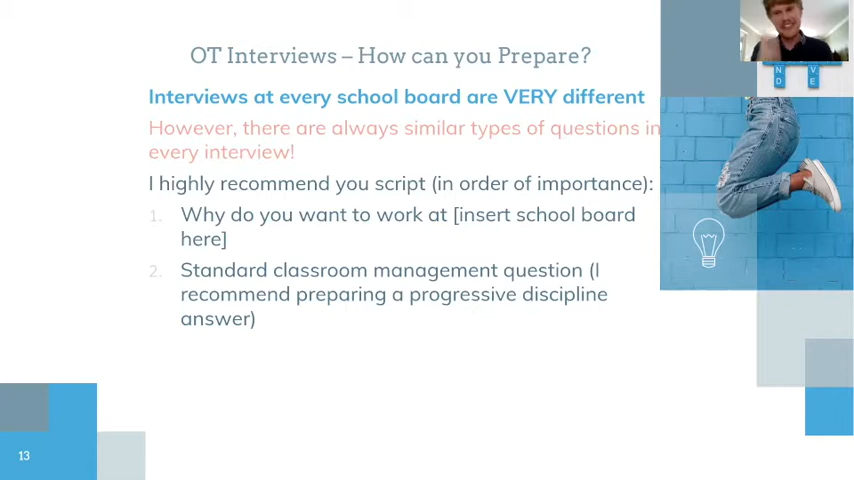 OT Interviews – How can you Prepare?
Interviews at every school board are VERY different
However, there are always similar types of questions in
every interview!
I highly recommend you script (in order of importance):
1. Why do you want to work at [insert school board
here]
2. Standard classroom management question (I
recommend preparing a progressive discipline
answer)
N V
D E
13